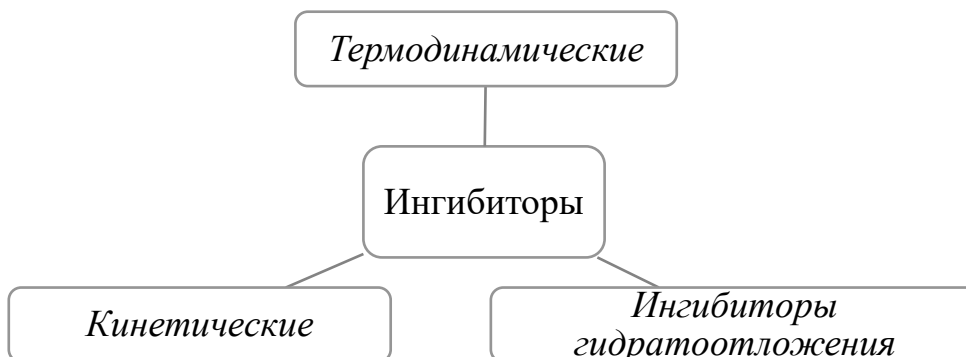 Термодинамические
Ингибиторы
Кинетические
Ингибиторы
гидратоотложения